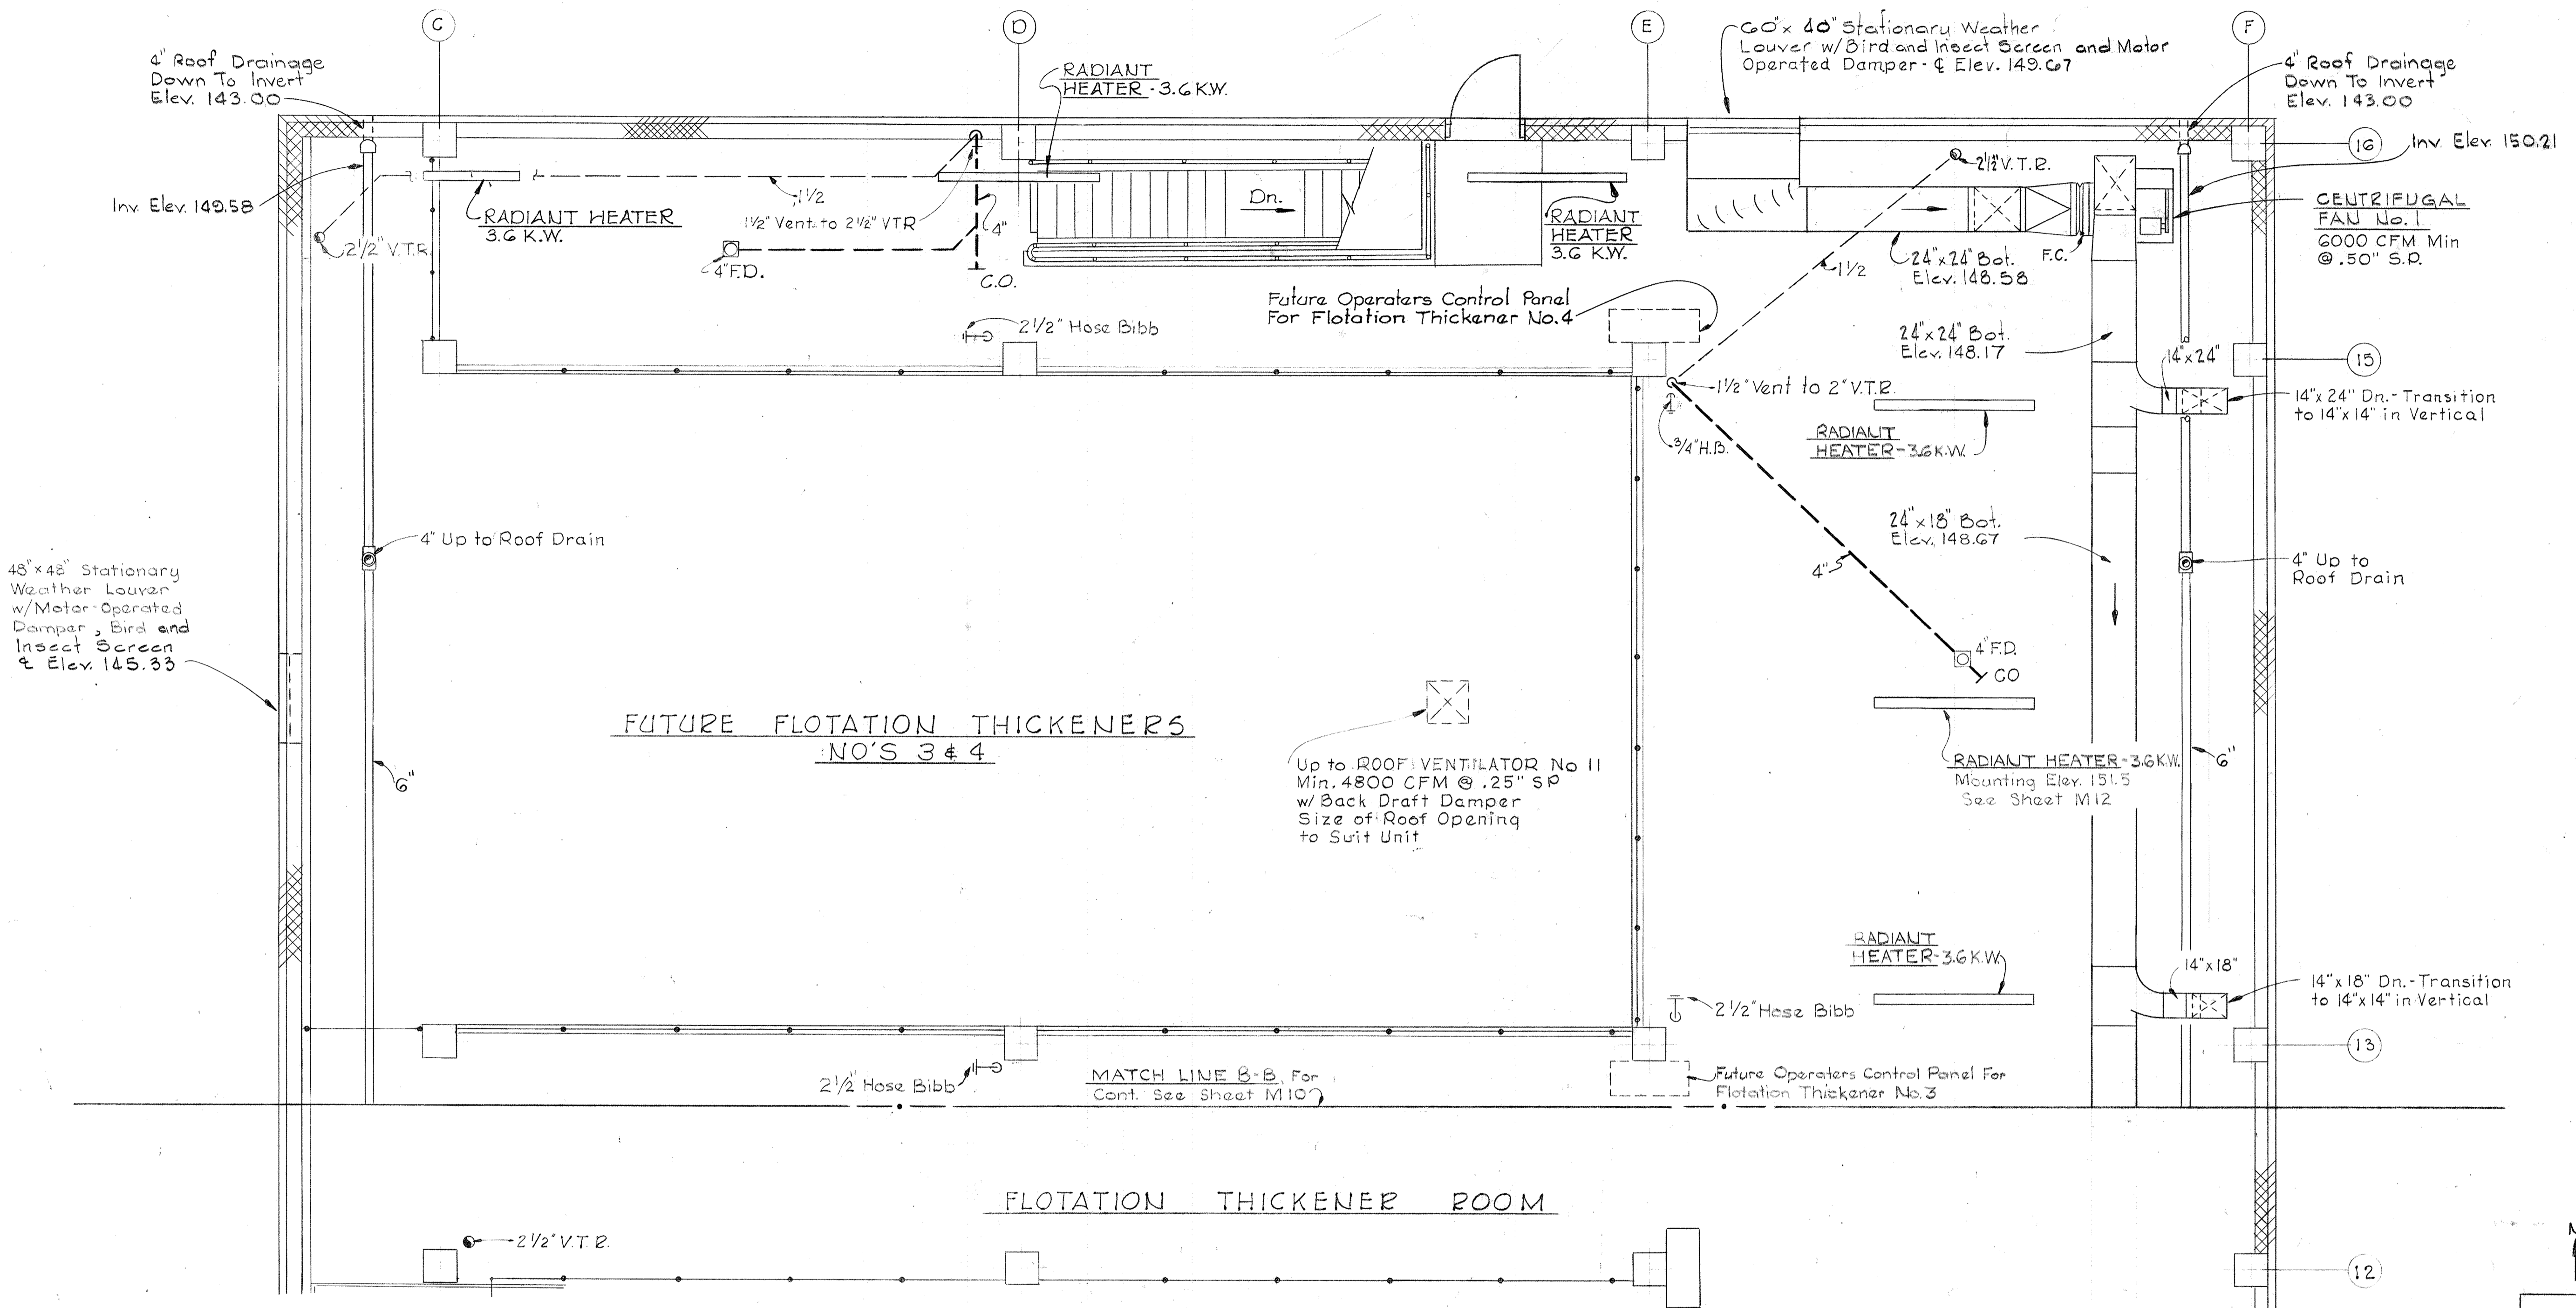 C
D
E
F
4" Roof Drainage
Down To Invert
Elev. 143.00
RADIANT
HEATER - 3.6 K.W.
60" x 40" Stationary Weather
Louver w/Bird and Insect Screen and Motor
Operated Damper - ℄ Elev. 149.67
4" Roof Drainage
Down To Invert
Elev. 143.00
16
Inv. Elev. 150.21
Inv. Elev. 149.58
2 1/2" V.T.R.
RADIANT HEATER
3.6 K.W.
1 1/2
1 1/2" Vent to 2 1/2" VTR
4"
4" F.D.
C.O.
Dn.
RADIANT
HEATER
3.6 K.W.
2 1/2" V.T.R.
1 1/2
24"x24" Bot.
Elev. 148.58
F.C.
CENTRIFUGAL
FAN No. 1
6000 CFM Min
@ .50" S.P.
Future Operaters Control Panel
For Flotation Thickener No. 4
2 1/2" Hose Bibb
24"x24" Bot.
Elev. 148.17
14"x24"
15
1 1/2" Vent to 2" V.T.R.
3/4" H.B.
RADIANT
HEATER - 3.6 K.W.
14"x24" Dn. - Transition
to 14"x14" in Vertical
4" Up to Roof Drain
24"x18" Bot.
Elev. 148.67
4"
4" Up to
Roof Drain
48"x48" Stationary
Weather Louver
w/Motor Operated
Damper, Bird and
Insect Screen
℄ Elev. 145.33
4" F.D.
CO
FUTURE FLOTATION THICKENERS
NO'S 3 & 4
6"
Up to ROOF VENTILATOR No 11
Min. 4800 CFM @ .25" SP
w/ Back Draft Damper
Size of Roof Opening
to Suit Unit
RADIANT HEATER - 3.6 K.W.
Mounting Elev. 151.5
See Sheet M12
6"
RADIANT
HEATER - 3.6 K.W.
14"x18"
14"x18" Dn. - Transition
to 14"x14" in Vertical
2 1/2" Hose Bibb
13
2 1/2" Hose Bibb
MATCH LINE B-B, For
Cont. See Sheet M10
Future Operaters Control Panel For
Flotation Thickener No. 3
FLOTATION THICKENER ROOM
2 1/2" V.T.R.
12